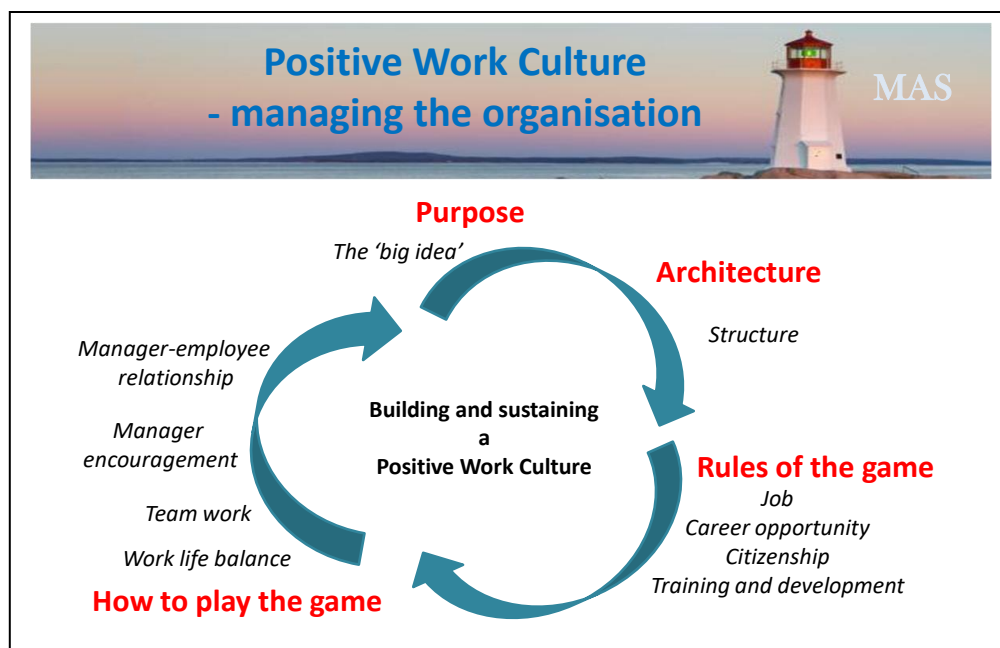 Positive Work Culture
- managing the organisation
MAS
Purpose
The ‘big idea’
Architecture
Structure
Manager-employee
relationship
Manager
encouragement
Team work
Work life balance
How to play the game
Building and sustaining
a
Positive Work Culture
Rules of the game
Job
Career opportunity
Citizenship
Training and development